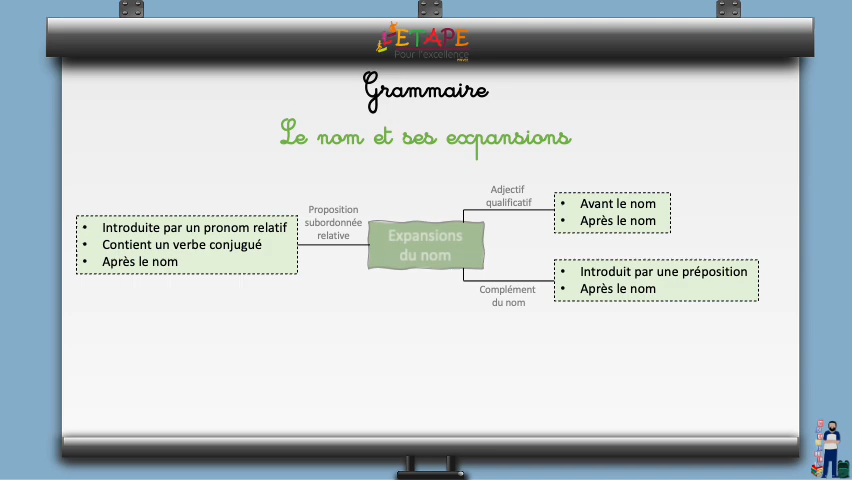 L'ETAPE
Pour l'excellence
Grammaire
Le nom et ses expansions
Proposition
subordonnée
relative
• Introduite par un pronom relatif
• Contient un verbe conjugué
• Après le nom
Expansions
du nom
Adjectif
qualificatif
• Avant le nom
• Après le nom
Complément
du nom
• Introduit par une préposition
• Après le nom